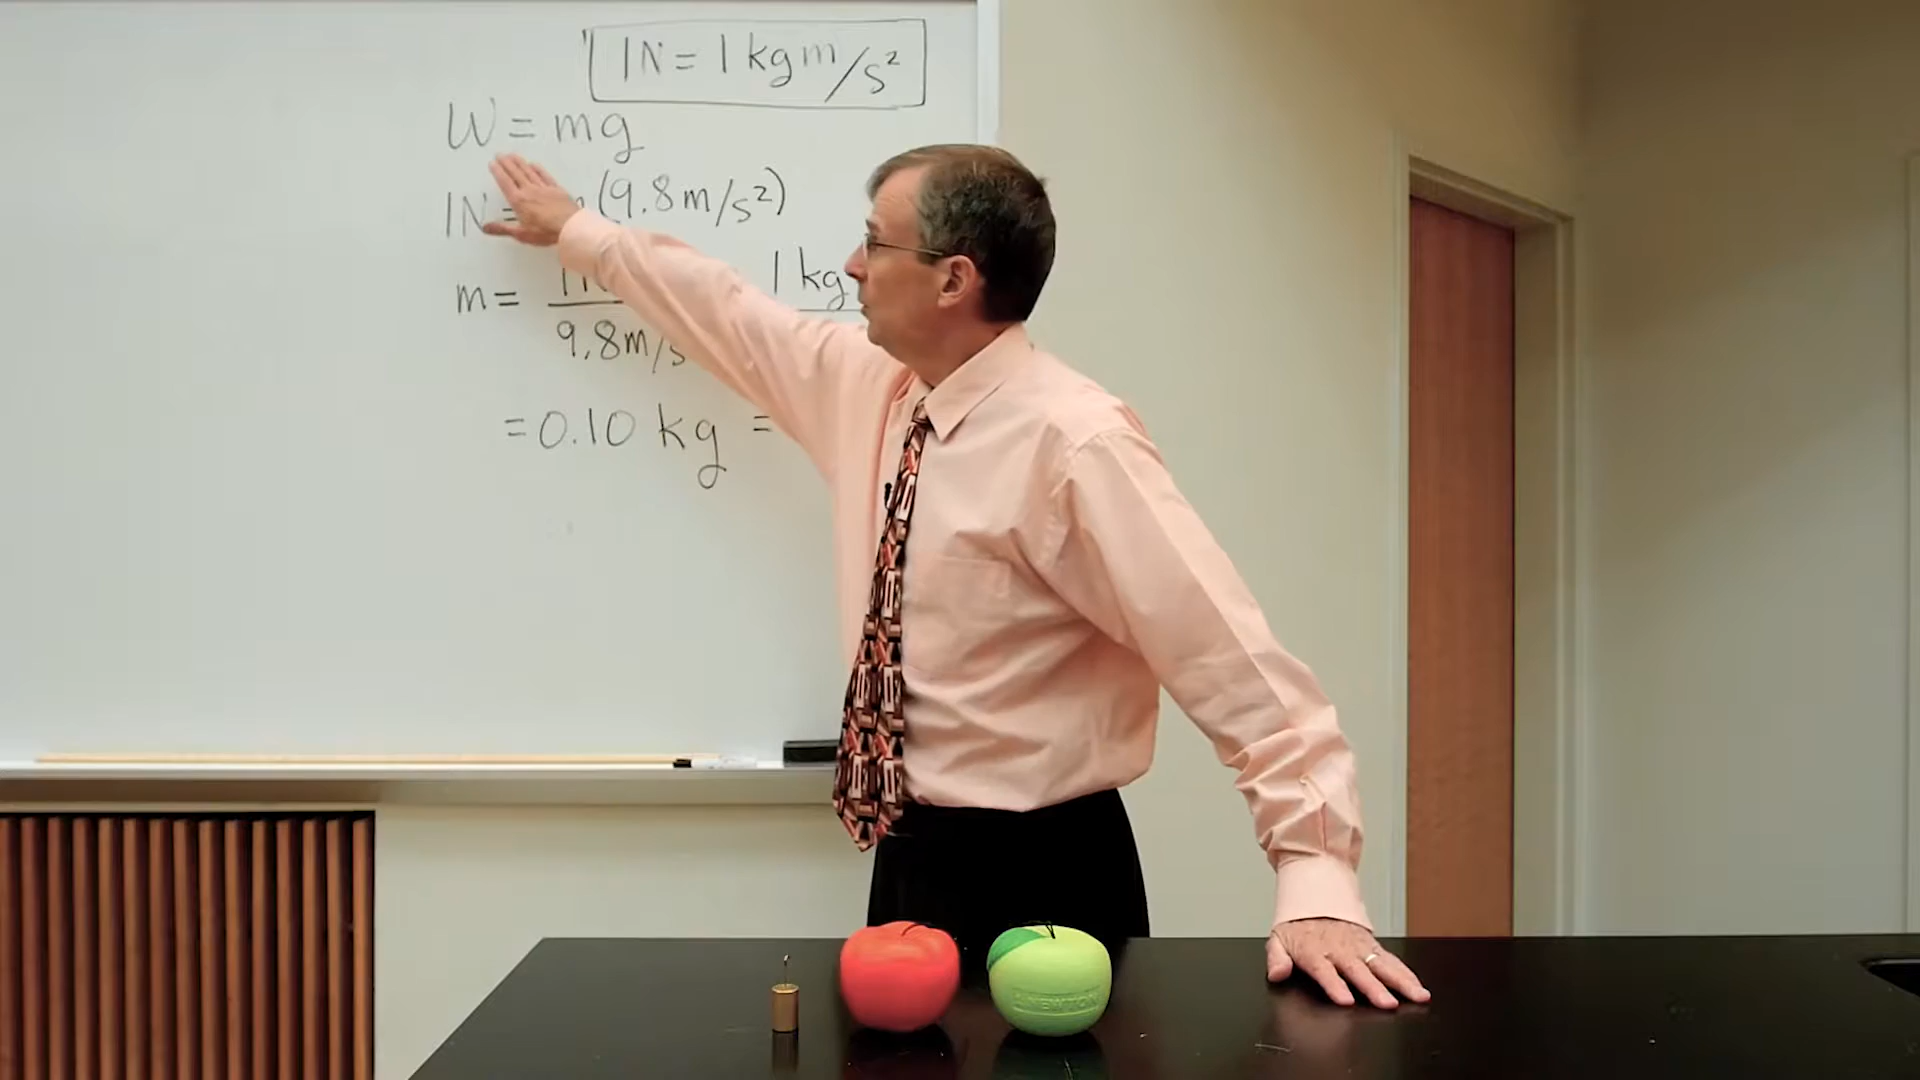 1N = 1 kg m/s²
W = mg
1N = (9.8 m/s²)
m = 1 kg
9.8 m/s
= 0.10 kg =
NEWTON